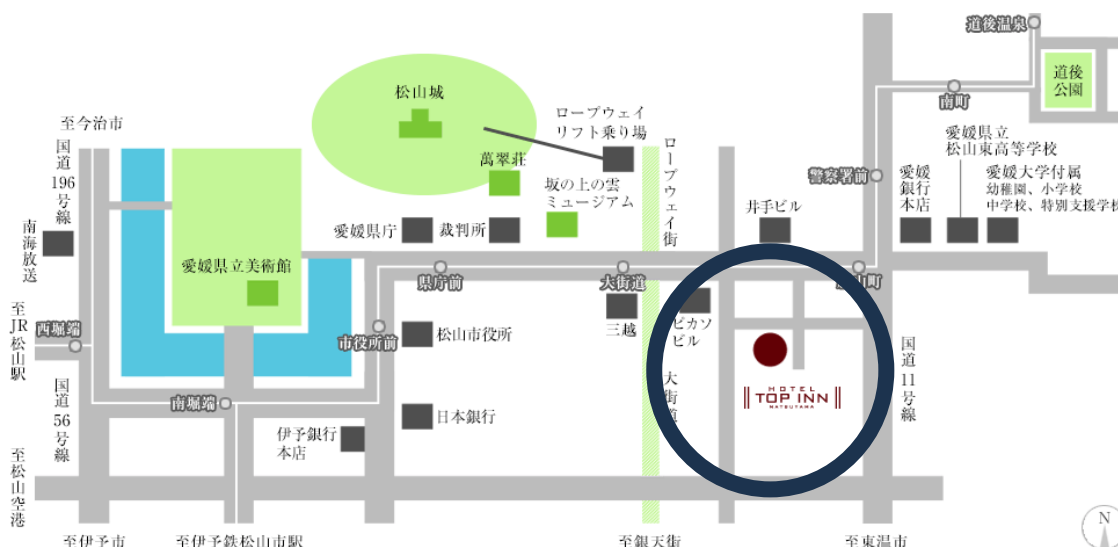 道後温泉
道後
公園
南町
松山城
ロープウェイ
リフト乗り場
至今治市
国道
196
号線
ロープウェイ街
愛媛県立
松山東高等学校
萬翠荘
警察署前
愛媛
銀行
本店
愛媛大学付属
幼稚園、小学校
中学校、特別支援学校
坂の上の雲
ミュージアム
井手ビル
南海放送
愛媛県庁
裁判所
愛媛県立美術館
県庁前
大街道
山町
至
JR
松山駅
西堀端
市役所前
松山市役所
三越
ピカソ
ビル
国道
11
号線
国道
56
号線
大街道
HOTEL
TOP INN
MATSUYAMA
南堀端
日本銀行
伊予銀行
本店
至松山空港
N
至伊予市
至伊予鉄松山市駅
至銀天街
至東温市